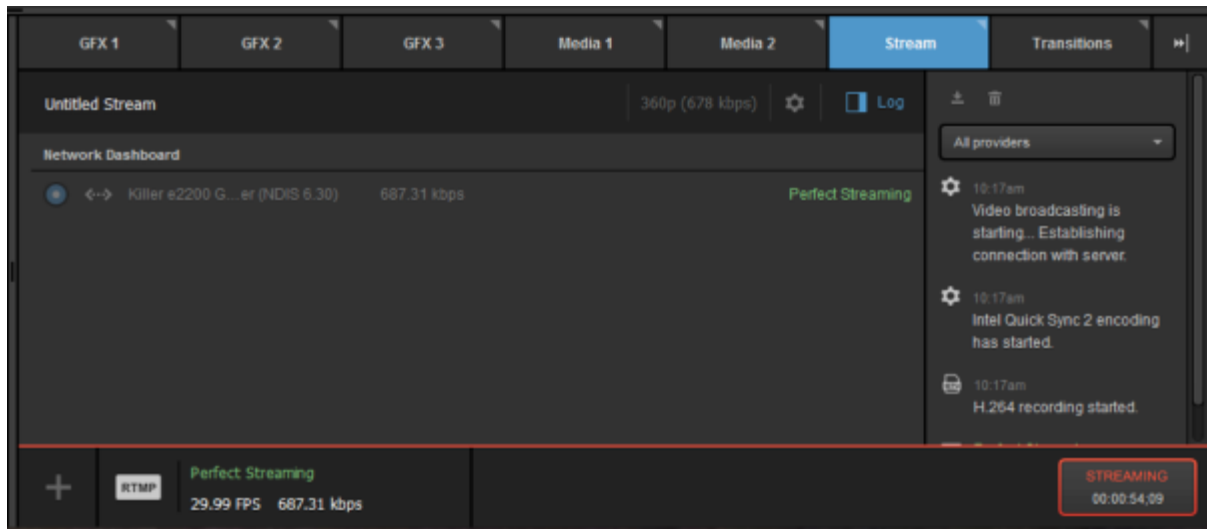 GFX 1 GFX 2 GFX 3 Media 1 Media 2 Stream Transitions
Untitled Stream 360p (678 kbps) Log
All providers
Network Dashboard
Killer e2200 G...er (NDIS 6.30) 687.31 kbps Perfect Streaming
10:17am
Video broadcasting is
starting... Establishing
connection with server.
10:17am
Intel Quick Sync 2 encoding
has started.
10:17am
H.264 recording started.
RTMP
Perfect Streaming
29.99 FPS 687.31 kbps
STREAMING
00:00:54;09